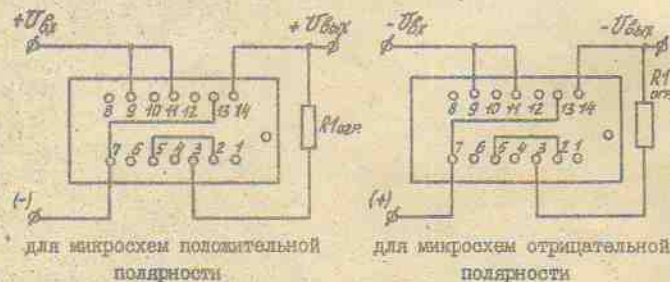 +Uвх +Uвых -Uвх -Uвых
8 9 10 11 12 13 14 R1огр. 8 9 10 11 12 13 14 R1огр.
7 6 5 4 3 2 1 7 6 5 4 3 2 1
(-) (+)
для микросхем положительной для микросхем отрицательной
полярности полярности